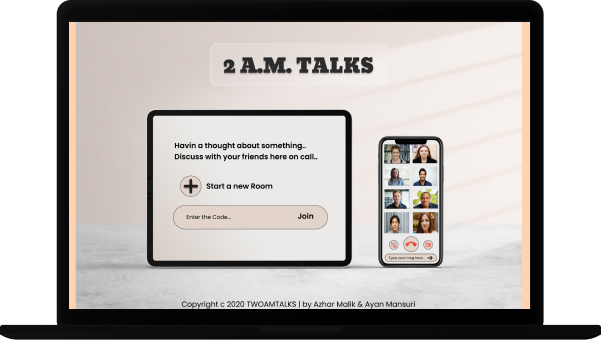 2 A.M. TALKS
Havin a thought about something..
Discuss with your friends here on call..
Start a new Room
Enter the Code... Join
Type your msg here...
Copyright c 2020 TWOAMTALKS | by Azhar Malik & Ayan Mansuri